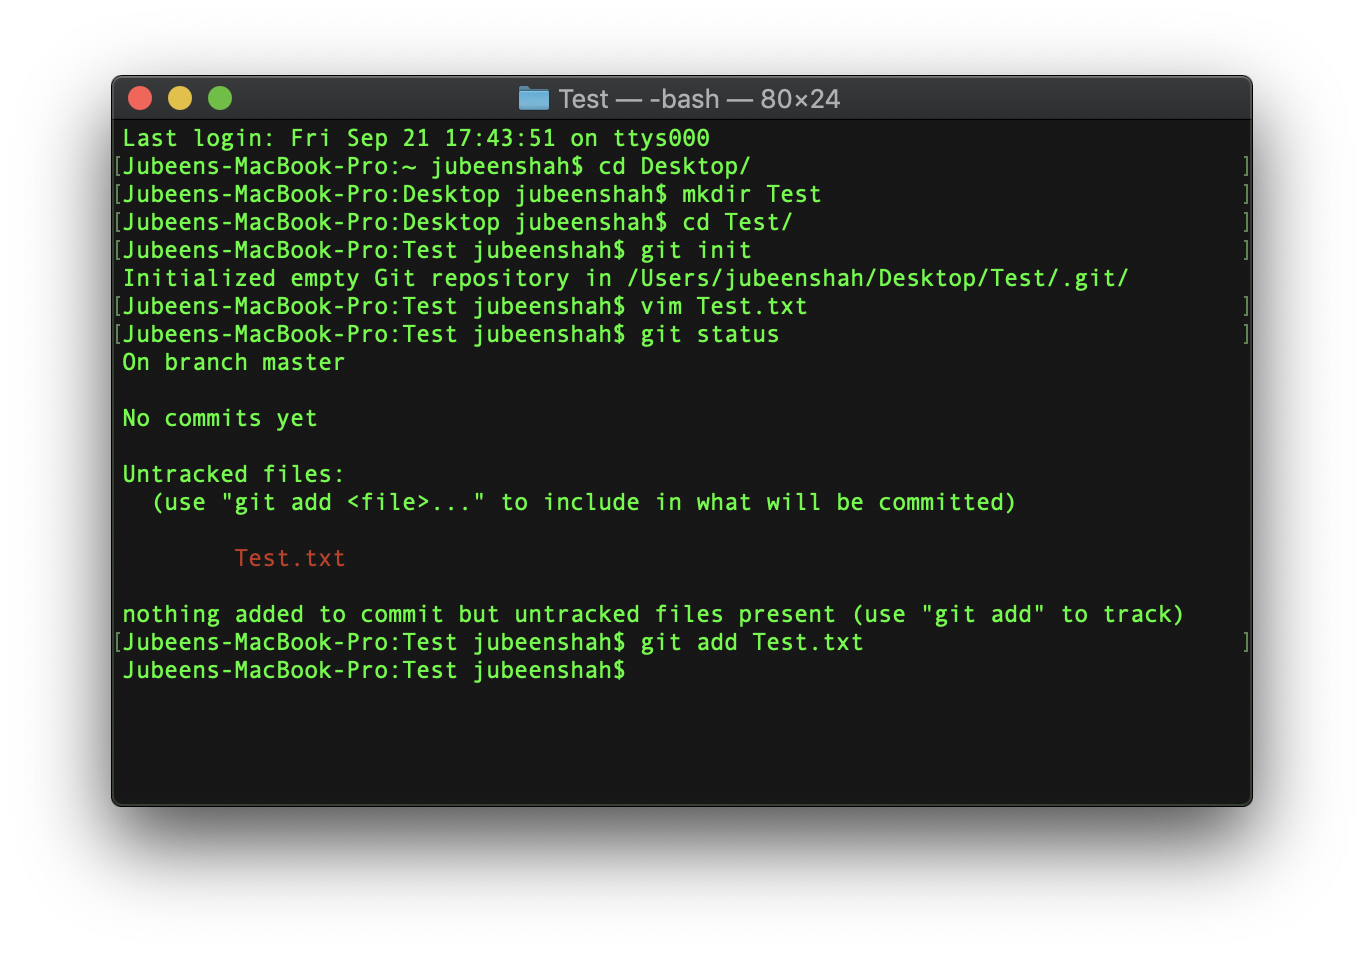 Test — -bash — 80×24
Last login: Fri Sep 21 17:43:51 on ttys000
[Jubeens-MacBook-Pro:~ jubeenshah$ cd Desktop/ ]
[Jubeens-MacBook-Pro:Desktop jubeenshah$ mkdir Test ]
[Jubeens-MacBook-Pro:Desktop jubeenshah$ cd Test/ ]
[Jubeens-MacBook-Pro:Test jubeenshah$ git init ]
Initialized empty Git repository in /Users/jubeenshah/Desktop/Test/.git/
[Jubeens-MacBook-Pro:Test jubeenshah$ vim Test.txt ]
[Jubeens-MacBook-Pro:Test jubeenshah$ git status ]
On branch master
No commits yet
Untracked files:
(use "git add <file>..." to include in what will be committed)
Test.txt
nothing added to commit but untracked files present (use "git add" to track)
[Jubeens-MacBook-Pro:Test jubeenshah$ git add Test.txt ]
Jubeens-MacBook-Pro:Test jubeenshah$